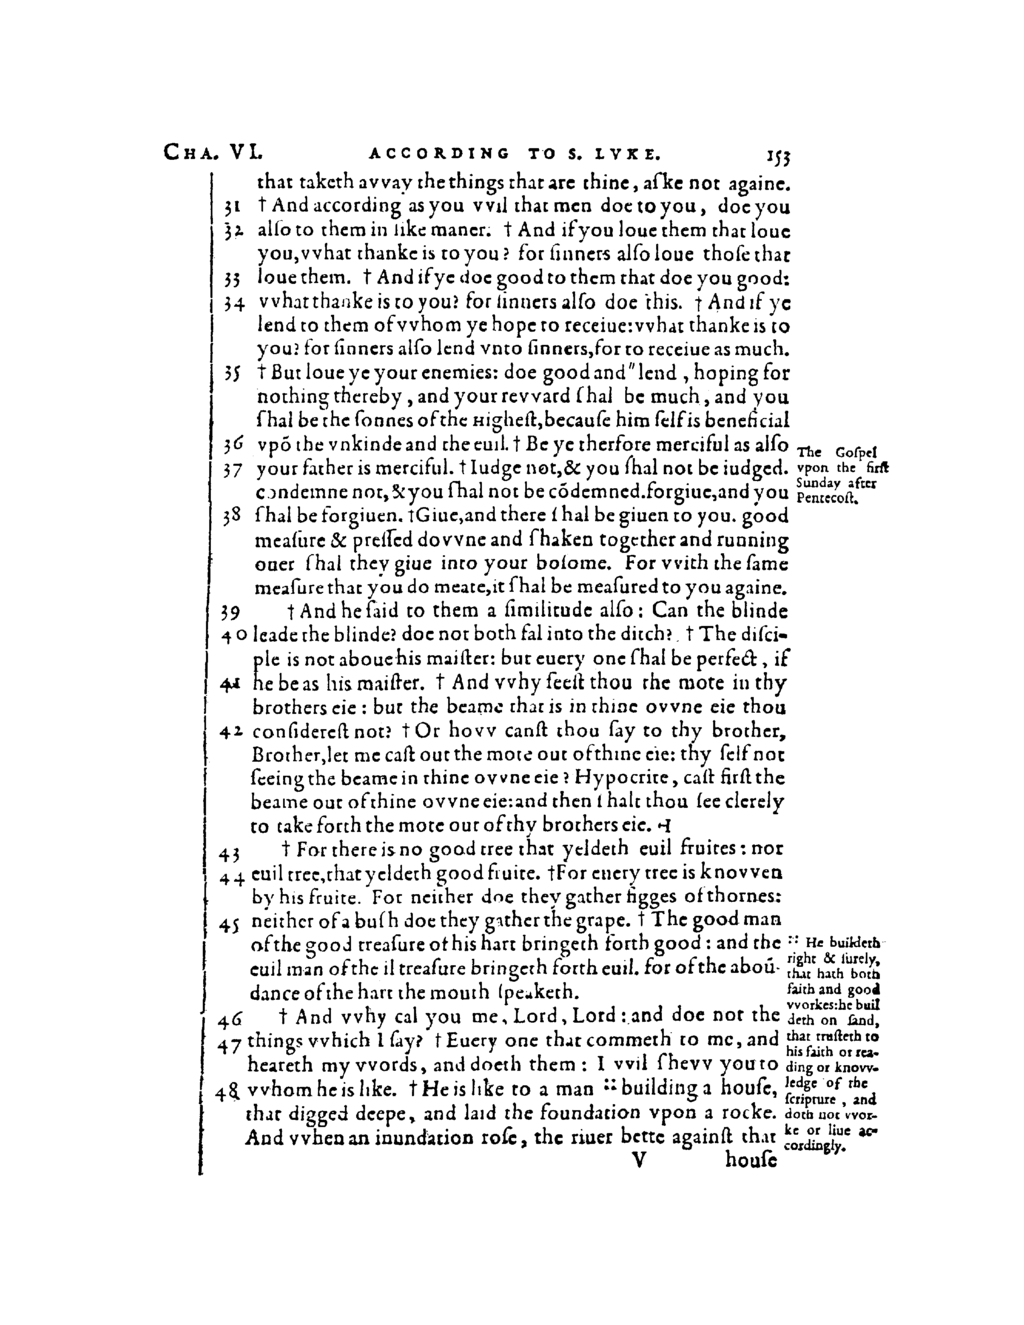 CHA. VI. ACCORDING TO S. LVKE. 153
that taketh avvay the things that are thine, aſke not againe.
31 † And according as you vvil that men doe to you, doe you
32 alſo to them in like maner. † And if you loue them that loue
you, vvhat thanke is to you? for ſinners alſo loue thoſe that
33 loue them. † And if ye doe good to them that doe you good:
34 vvhat thanke is to you? for ſinners alſo doe this. † And if ye
lend to them of vvhom ye hope to receiue: vvhat thanke is to
you? for ſinners alſo lend vnto ſinners, for to receiue as much.
35 † But loue ye your enemies: doe good and "lend, hoping for
nothing thereby, and your revvard ſhal be much, and you
ſhal be the ſonnes of the Higheſt, becauſe him ſelf is beneficial
36 vpō the vnkinde and the euil. † Be ye therfore merciful as alſo
37 your father is merciful. † Iudge not, & you ſhal not be iudged.
condemne not, & you ſhal not be cōdemned. forgiue, and you
38 ſhal be forgiuen. † Giue, and there ſhal be giuen to you. good
meaſure & preſſed dovvne and ſhaken together and running
ouer ſhal they giue into your boſome. For vvith the ſame
meaſure that you do meate, it ſhal be meaſured to you againe.
39 † And he ſaid to them a ſimilitude alſo: Can the blinde
40 leade the blinde? doe not both fal into the ditch? † The diſci-
ple is not aboue his maiſter: but euery one ſhal be perfect, if
41 he be as his maiſter. † And vvhy ſeeſt thou the mote in thy
brothers eie: but the beame that is in thine ovvne eie thou
42 conſidereſt not? † Or hovv canſt thou ſay to thy brother,
Brother, let me caſt out the mote out of thine eie: thy ſelf not
ſeeing the beame in thine ovvne eie? Hypocrite, caſt firſt the
beame out of thine ovvne eie: and then ſhalt thou ſee clerely
to take forth the mote out of thy brothers eie. ⊣
43 † For there is no good tree that yeldeth euil fruites: nor
44 euil tree, that yeldeth good fruite. † For euery tree is knovven
by his fruite. For neither doe they gather figges of thornes:
45 neither of a buſh doe they gather the grape. † The good man
of the good treaſure of his hart bringeth forth good: and the
euil man of the il treaſure bringeth forth euil. for of the aboū-
dance of the hart the mouth ſpeaketh.
46 † And vvhy cal you me, Lord, Lord: and doe not the
47 things vvhich I ſay? † Euery one that commeth to me, and
heareth my vvords, and doeth them: I vvil ſhevv you to
48 vvhom he is like. † He is like to a man :: building a houſe,
that digged deepe, and laid the foundation vpon a rocke.
And vvhen an inundation roſe, the riuer bette againſt that
V houſe
The Goſpel
vpon the firſt
Sunday after
Pentecoſt.
:: He buildeth
right & ſurely,
that hath both
faith and good
vvorkes: he buil
deth on ſand,
that truſteth to
his faith or rea-
ding or knovv-
ledge of the
ſcripture, and
doth not vvor-
ke or liue ac-
cordingly.